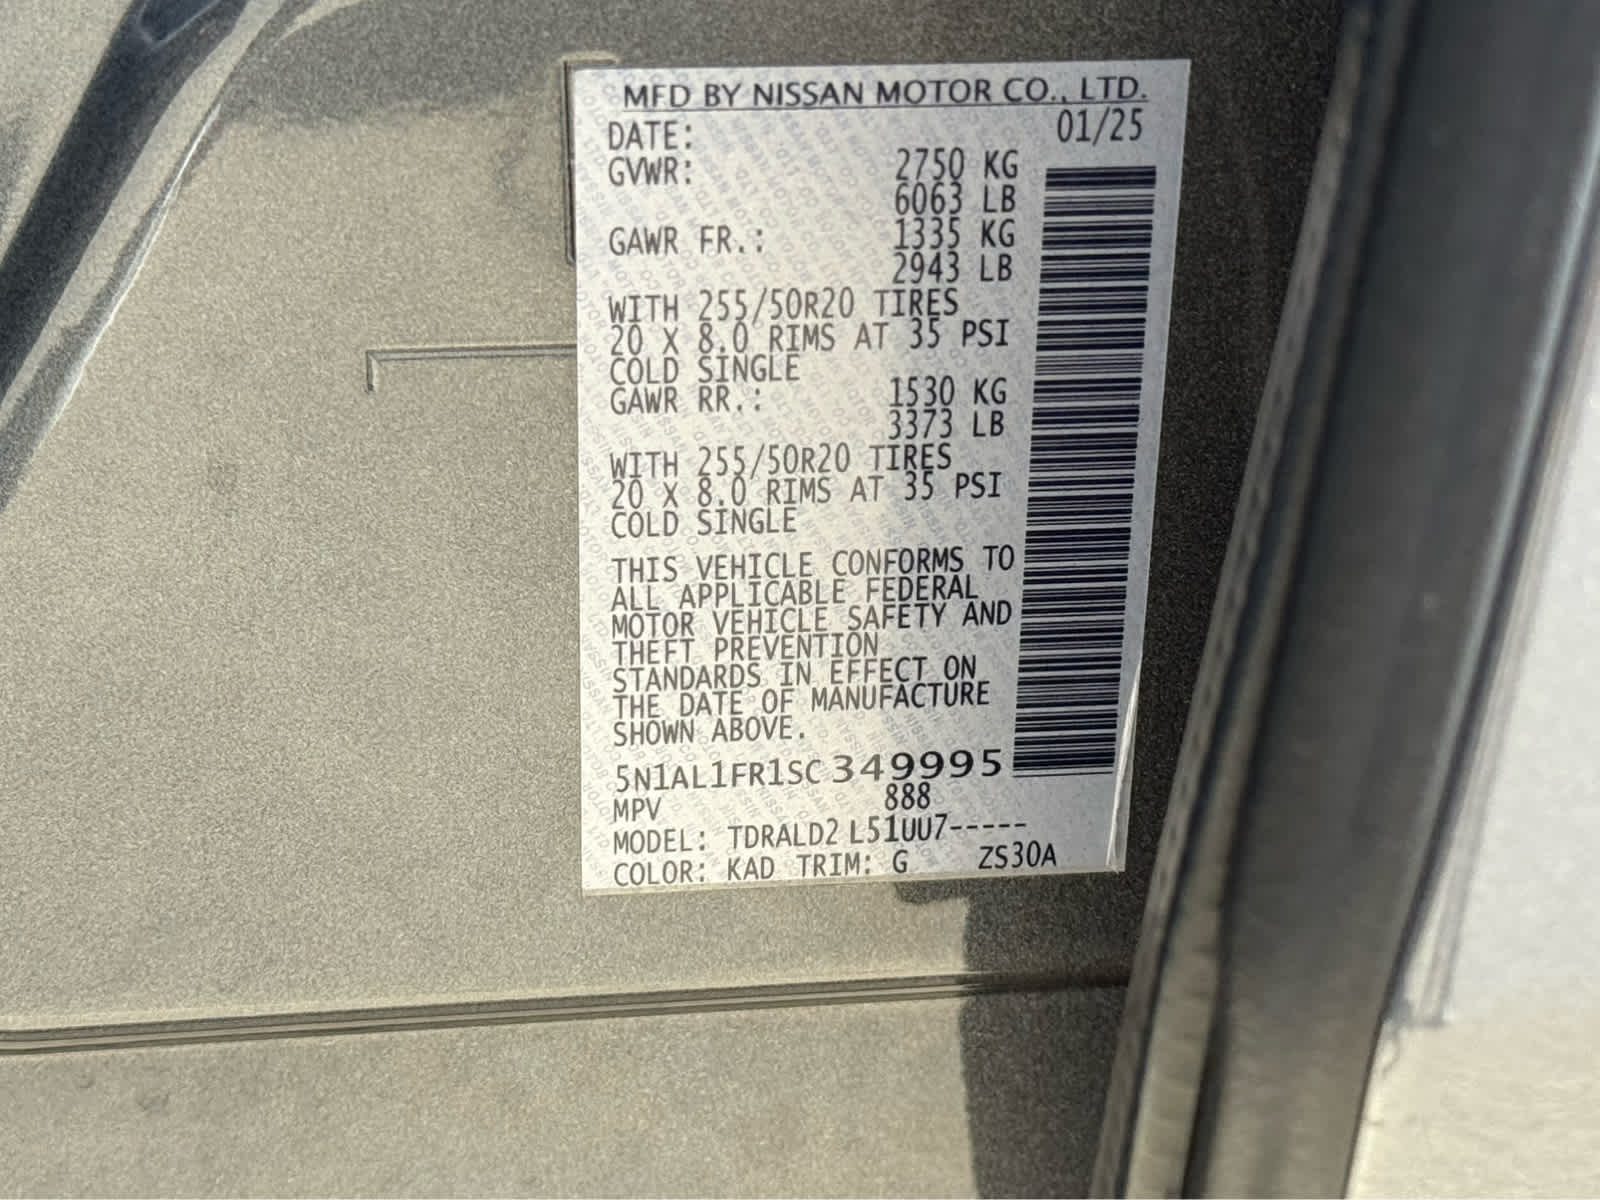 MFD BY NISSAN MOTOR CO., LTD.
DATE: 01/25
GVWR: 2750 KG
6063 LB
GAWR FR.: 1335 KG
2943 LB
WITH 255/50R20 TIRES
20 X 8.0 RIMS AT 35 PSI
COLD SINGLE
GAWR RR.: 1530 KG
3373 LB
WITH 255/50R20 TIRES
20 X 8.0 RIMS AT 35 PSI
COLD SINGLE
THIS VEHICLE CONFORMS TO
ALL APPLICABLE FEDERAL
MOTOR VEHICLE SAFETY AND
THEFT PREVENTION
STANDARDS IN EFFECT ON
THE DATE OF MANUFACTURE
SHOWN ABOVE.
5N1AL1FR1SC 349995
MPV 888
MODEL: TDRALD2 L51UU7-----
COLOR: KAD TRIM: G ZS30A